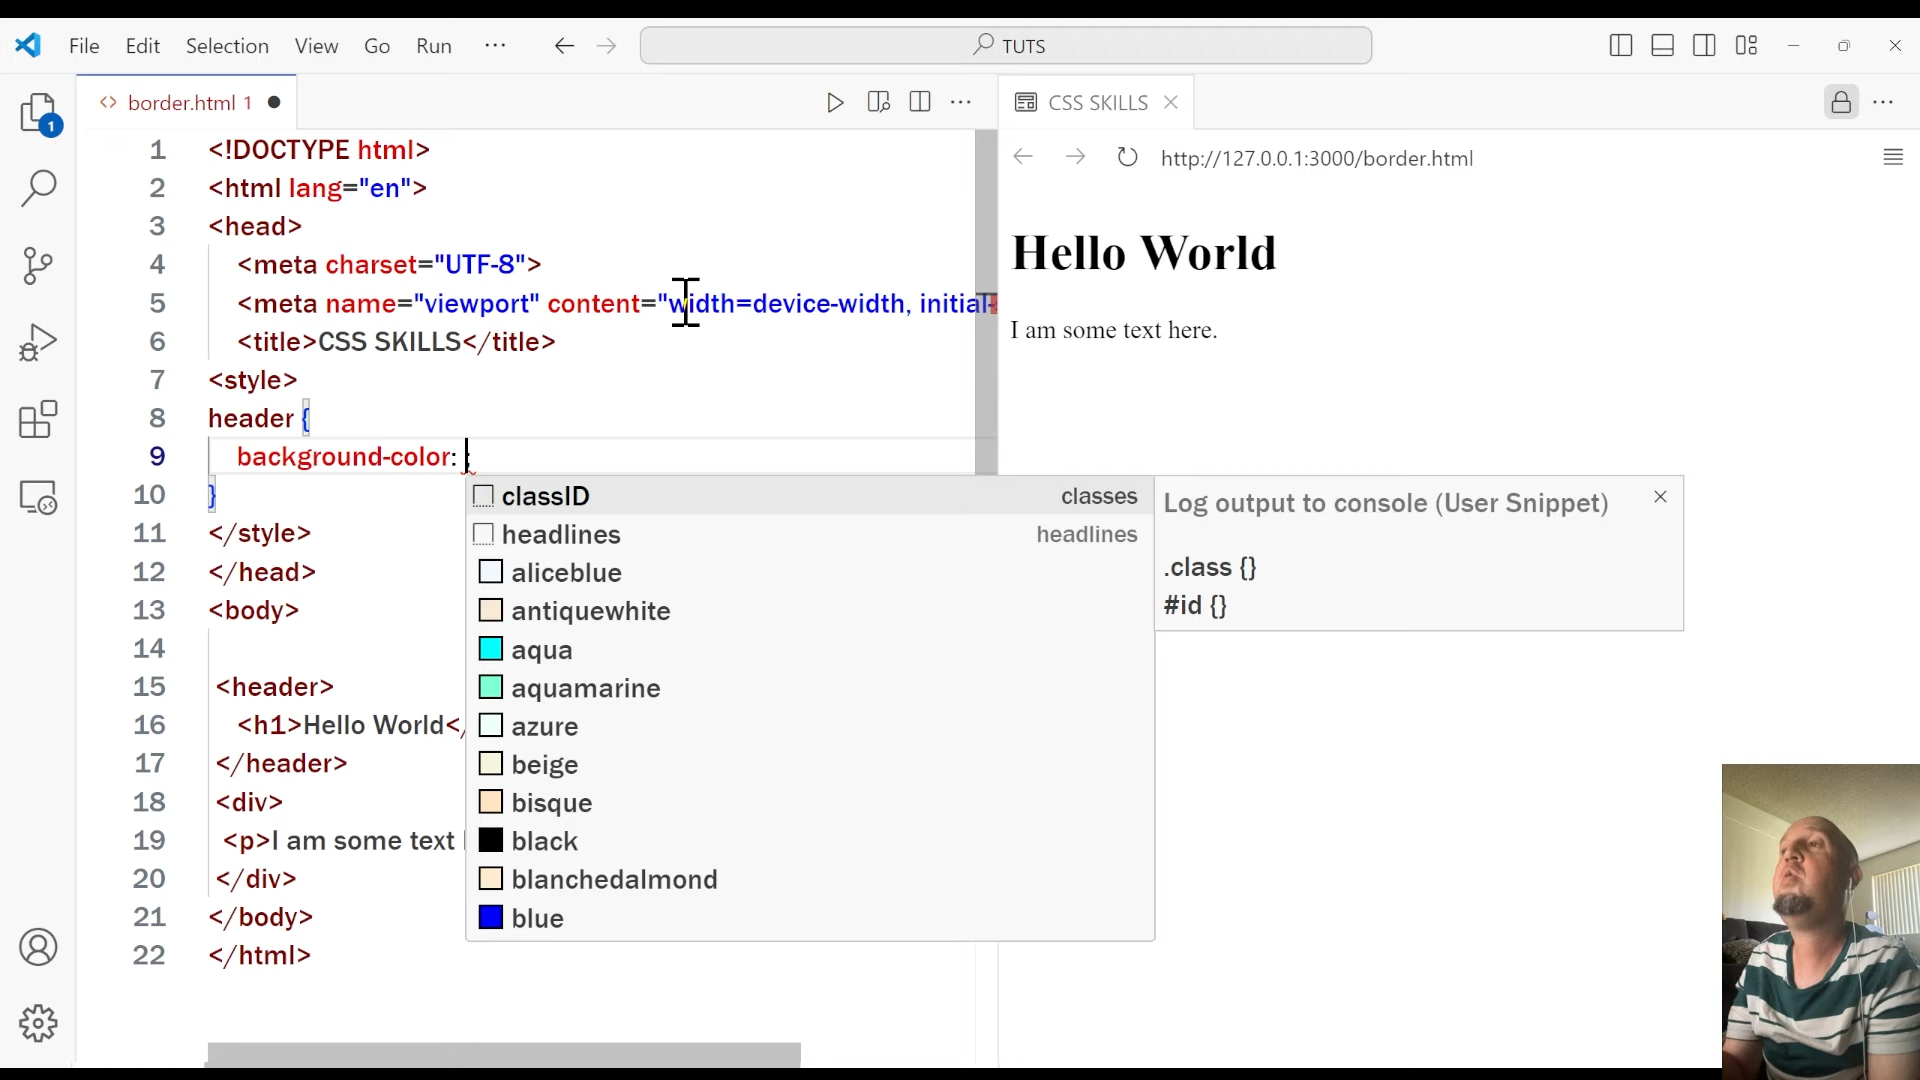 File Edit Selection View Go Run ··· TUTS
border.html 1
CSS SKILLS
http://127.0.0.1:3000/border.html
1 <!DOCTYPE html>
2 <html lang="en">
3 <head>
4 <meta charset="UTF-8">
5 <meta name="viewport" content="width=device-width, initial-
6 <title>CSS SKILLS</title>
7 <style>
8 header {
9 background-color: ;
10 }
11 </style>
12 </head>
13 <body>
14
15 <header>
16 <h1>Hello World</
17 </header>
18 <div>
19 <p>I am some text
20 </div>
21 </body>
22 </html>
classID classes
headlines headlines
aliceblue
antiquewhite
aqua
aquamarine
azure
beige
bisque
black
blanchedalmond
blue
Log output to console (User Snippet)
.class {}
#id {}
Hello World
I am some text here.
1